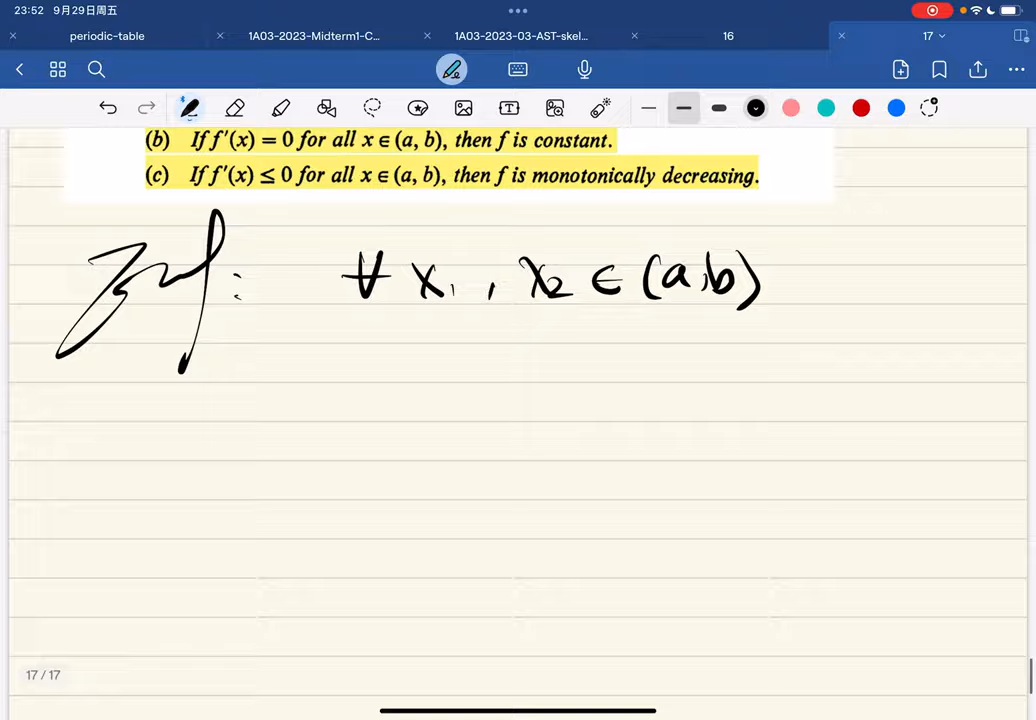 23:52 9月29日周五
periodic-table
1A03-2023-Midterm1-C...
1A03-2023-03-AST-skel...
16
17
(b) If f′(x) = 0 for all x ∈ (a, b), then f is constant.
(c) If f′(x) ≤ 0 for all x ∈ (a, b), then f is monotonically decreasing.
∀ x₁ , x₂ ∈ (a,b)
17 / 17